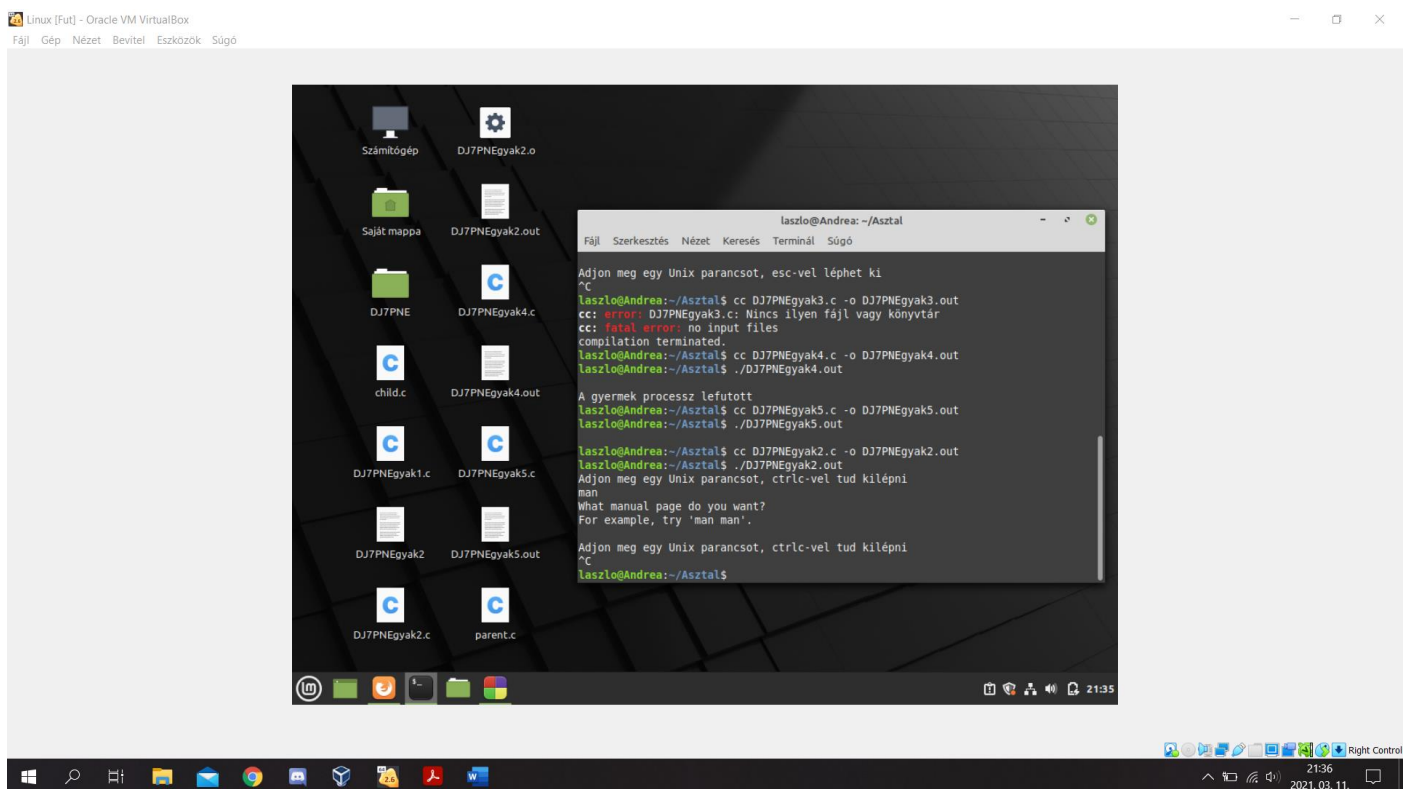 Linux [Fut] - Oracle VM VirtualBox
Fájl Gép Nézet Bevitel Eszközök Súgó
Számítógép
DJ7PNEgyak2.o
Saját mappa
DJ7PNEgyak2.out
DJ7PNE
DJ7PNEgyak4.c
child.c
DJ7PNEgyak4.out
DJ7PNEgyak1.c
DJ7PNEgyak5.c
DJ7PNEgyak2
DJ7PNEgyak5.out
DJ7PNEgyak2.c
parent.c
laszlo@Andrea: ~/Asztal
Fájl Szerkesztés Nézet Keresés Terminál Súgó
Adjon meg egy Unix parancsot, esc-vel léphet ki
^C
laszlo@Andrea:~/Asztal$ cc DJ7PNEgyak3.c -o DJ7PNEgyak3.out
cc: error: DJ7PNEgyak3.c: Nincs ilyen fájl vagy könyvtár
cc: fatal error: no input files
compilation terminated.
laszlo@Andrea:~/Asztal$ cc DJ7PNEgyak4.c -o DJ7PNEgyak4.out
laszlo@Andrea:~/Asztal$ ./DJ7PNEgyak4.out
A gyermek processz lefutott
laszlo@Andrea:~/Asztal$ cc DJ7PNEgyak5.c -o DJ7PNEgyak5.out
laszlo@Andrea:~/Asztal$ ./DJ7PNEgyak5.out
laszlo@Andrea:~/Asztal$ cc DJ7PNEgyak2.c -o DJ7PNEgyak2.out
laszlo@Andrea:~/Asztal$ ./DJ7PNEgyak2.out
Adjon meg egy Unix parancsot, ctrlc-vel tud kilépni
man
What manual page do you want?
For example, try 'man man'.
Adjon meg egy Unix parancsot, ctrlc-vel tud kilépni
^C
laszlo@Andrea:~/Asztal$
21:35
Right Control
21:36
2021. 03. 11.